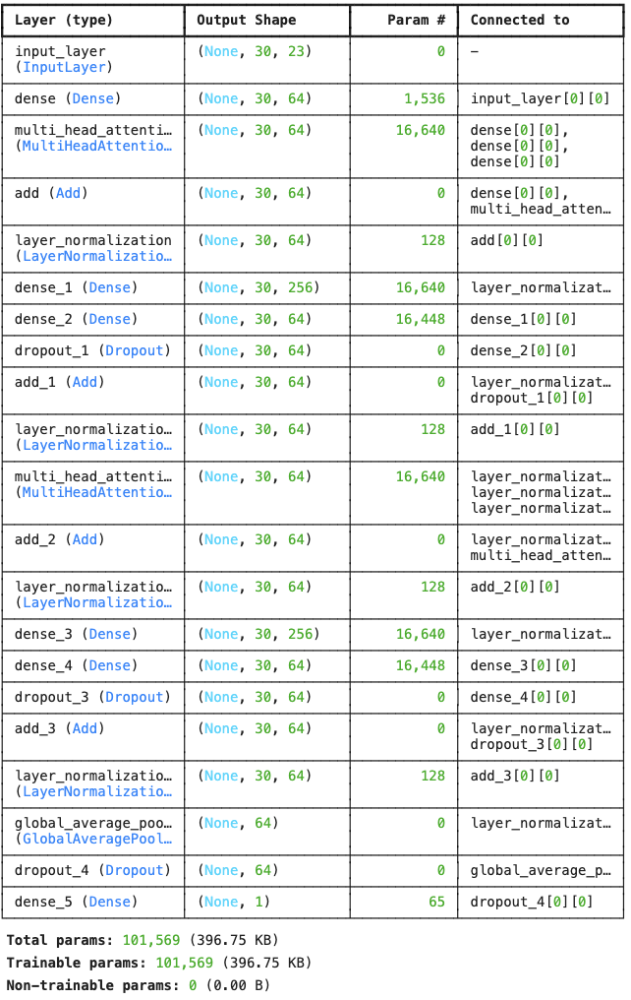 Layer (type) Output Shape Param # Connected to
input_layer (None, 30, 23) 0 –
(InputLayer)
dense (Dense) (None, 30, 64) 1,536 input_layer[0][0]
multi_head_attenti… (None, 30, 64) 16,640 dense[0][0],
(MultiHeadAttentio… dense[0][0],
dense[0][0]
add (Add) (None, 30, 64) 0 dense[0][0],
multi_head_atten…
layer_normalization (None, 30, 64) 128 add[0][0]
(LayerNormalizatio…
dense_1 (Dense) (None, 30, 256) 16,640 layer_normalizat…
dense_2 (Dense) (None, 30, 64) 16,448 dense_1[0][0]
dropout_1 (Dropout) (None, 30, 64) 0 dense_2[0][0]
add_1 (Add) (None, 30, 64) 0 layer_normalizat…
dropout_1[0][0]
layer_normalizatio… (None, 30, 64) 128 add_1[0][0]
(LayerNormalizatio…
multi_head_attenti… (None, 30, 64) 16,640 layer_normalizat…
(MultiHeadAttentio… layer_normalizat…
layer_normalizat…
add_2 (Add) (None, 30, 64) 0 layer_normalizat…
multi_head_atten…
layer_normalizatio… (None, 30, 64) 128 add_2[0][0]
(LayerNormalizatio…
dense_3 (Dense) (None, 30, 256) 16,640 layer_normalizat…
dense_4 (Dense) (None, 30, 64) 16,448 dense_3[0][0]
dropout_3 (Dropout) (None, 30, 64) 0 dense_4[0][0]
add_3 (Add) (None, 30, 64) 0 layer_normalizat…
dropout_3[0][0]
layer_normalizatio… (None, 30, 64) 128 add_3[0][0]
(LayerNormalizatio…
global_average_poo… (None, 64) 0 layer_normalizat…
(GlobalAveragePool…
dropout_4 (Dropout) (None, 64) 0 global_average_p…
dense_5 (Dense) (None, 1) 65 dropout_4[0][0]
Total params: 101,569 (396.75 KB)
Trainable params: 101,569 (396.75 KB)
Non-trainable params: 0 (0.00 B)